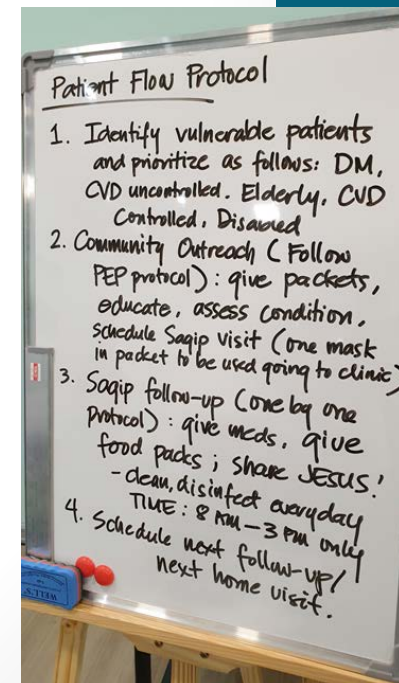 Patient Flow Protocol
1. Identify vulnerable patients
and prioritize as follows: DM,
CVD uncontrolled. Elderly, CVD
Controlled, Disabled
2. Community Outreach (Follow
PEP protocol): give packets,
educate, assess condition,
schedule Sagip visit (one mask
in packet to be used going to clinic)
3. Sagip follow-up (one by one
protocol): give meds, give
food packs; share JESUS!
- clean, disinfect everyday
TIME: 8 AM - 3 PM only
4. Schedule next follow-up/
next home visit.